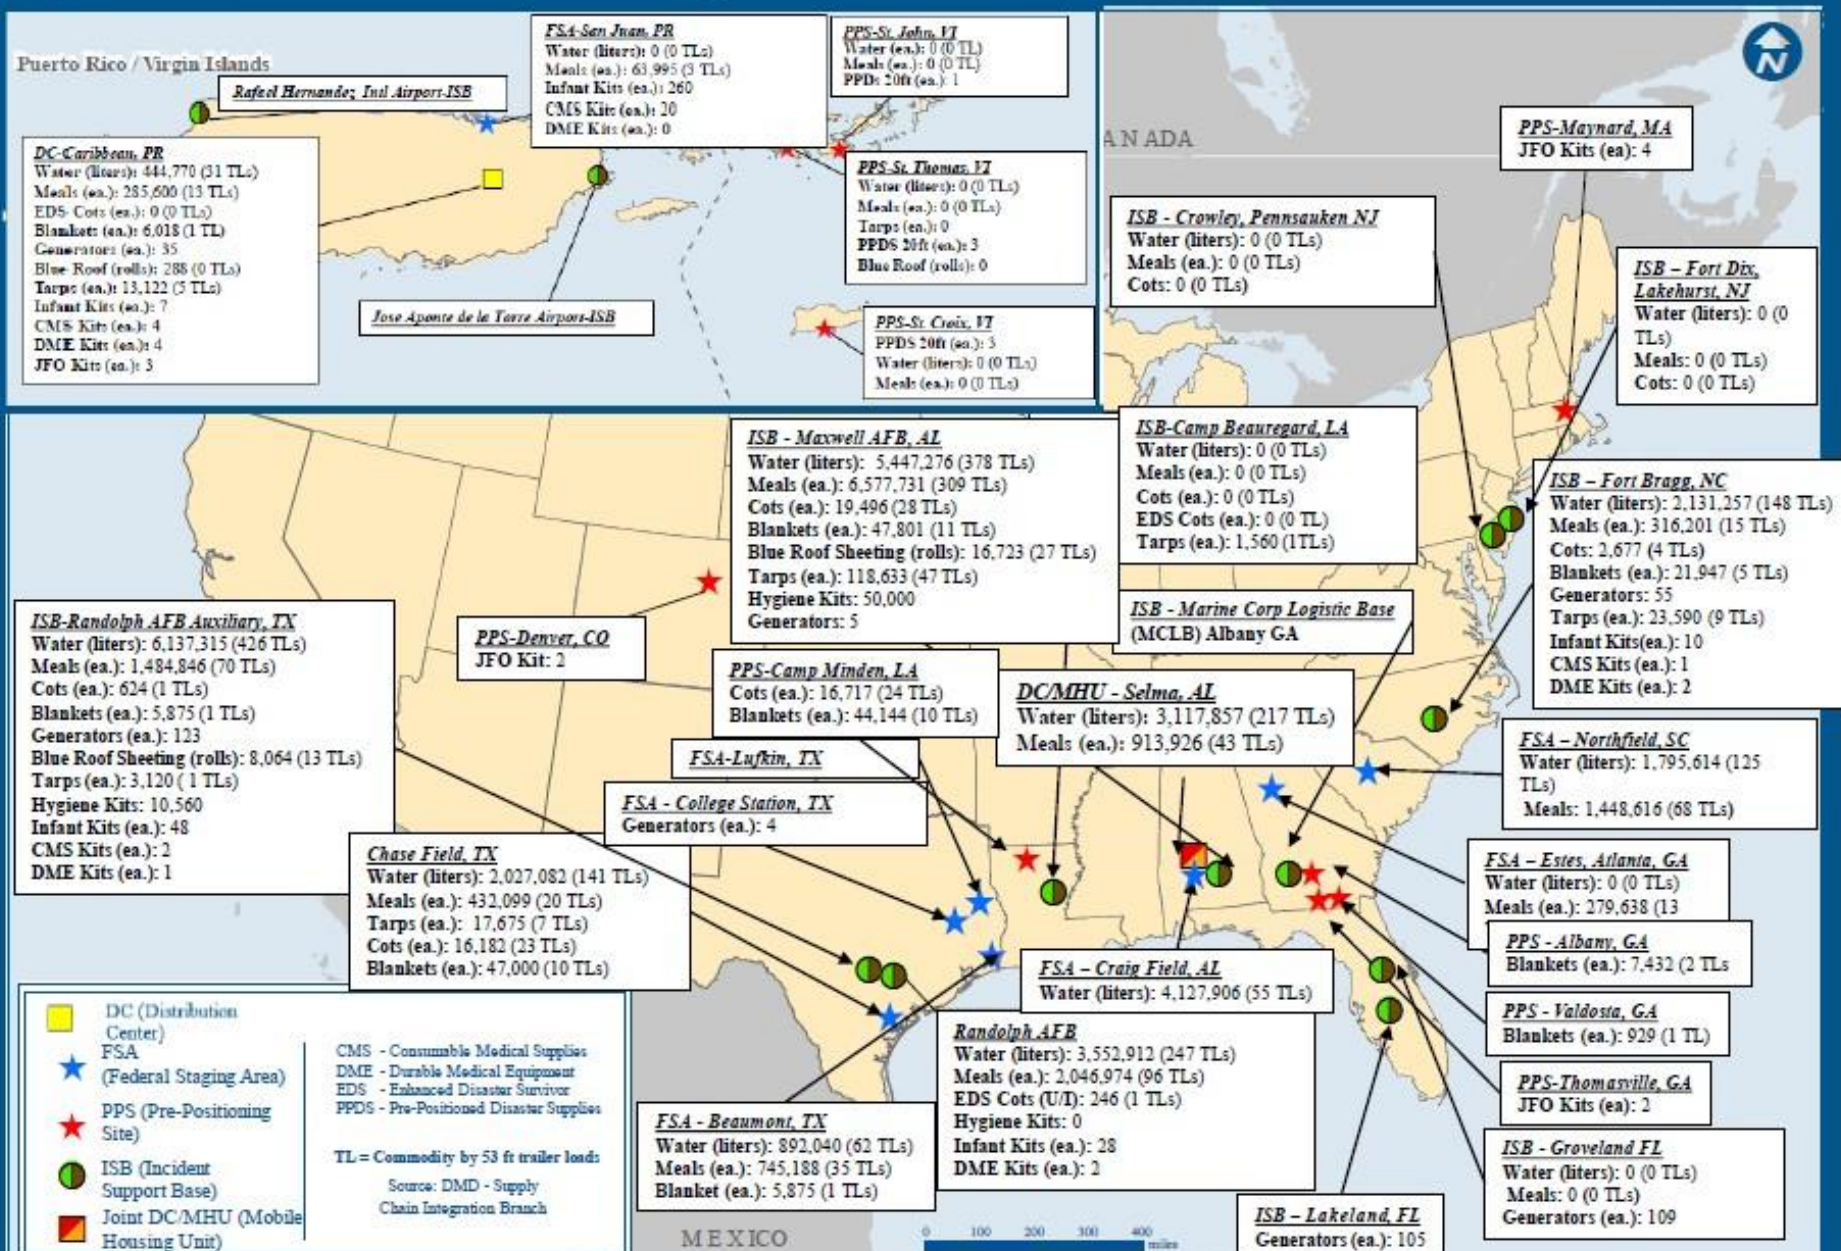 Puerto Rico / Virgin Islands
Rafael Hernandez Intl Airport-ISB
FSA-San Juan, PR
Water (liters): 0 (0 TLs)
Meals (ea.): 63,995 (3 TLs)
Infant Kits (ea.): 260
CMS Kits (ea.): 20
DME Kits (ea.): 0
PPS-St. John, VI
Water (ea.): 0 (0 TL)
Meals (ea.): 0 (0 TL)
PPDs 20ft (ea.): 1
DC-Caribbean, PR
Water (liters): 444,770 (31 TLs)
Meals (ea.): 285,600 (13 TLs)
EDS Cots (ea.): 0 (0 TLs)
Blankets (ea.): 6,018 (1 TL)
Generators (ea.): 35
Blue Roof (rolls): 288 (0 TLs)
Tarps (ea.): 13,122 (5 TLs)
Infant Kits (ea.): 7
CMS Kits (ea.): 4
DME Kits (ea.): 4
JFO Kits (ea.): 3
PPS-St. Thomas, VI
Water (liters): 0 (0 TLs)
Meals (ea.): 0 (0 TLs)
Tarps (ea.): 0
PPDS 20ft (ea.): 3
Blue Roof (rolls): 0
Jose Aponte de la Torre Airport-ISB
PPS-St. Croix, VI
PPDS 20ft (ea.): 3
Water (liters): 0 (0 TLs)
Meals (ea.): 0 (0 TLs)
N
ANADA
PPS-Maynard, MA
JFO Kits (ea): 4
ISB - Crowley, Pennsauken NJ
Water (liters): 0 (0 TLs)
Meals (ea.): 0 (0 TLs)
Cots: 0 (0 TLs)
ISB – Fort Dix,
Lakehurst, NJ
Water (liters): 0 (0
TLs)
Meals: 0 (0 TLs)
Cots: 0 (0 TLs)
ISB - Maxwell AFB, AL
Water (liters): 5,447,276 (378 TLs)
Meals (ea.): 6,577,731 (309 TLs)
Cots (ea.): 19,496 (28 TLs)
Blankets (ea.): 47,801 (11 TLs)
Blue Roof Sheeting (rolls): 16,723 (27 TLs)
Tarps (ea.): 118,633 (47 TLs)
Hygiene Kits: 50,000
Generators: 5
ISB-Camp Beauregard, LA
Water (liters): 0 (0 TLs)
Meals (ea.): 0 (0 TLs)
Cots (ea.): 0 (0 TLs)
EDS Cots (ea.): 0 (0 TL)
Tarps (ea.): 1,560 (1TLs)
ISB – Fort Bragg, NC
Water (liters): 2,131,257 (148 TLs)
Meals (ea.): 316,201 (15 TLs)
Cots: 2,677 (4 TLs)
Blankets (ea.): 21,947 (5 TLs)
Generators: 55
Tarps (ea.): 23,590 (9 TLs)
Infant Kits(ea.): 10
CMS Kits (ea.): 1
DME Kits (ea.): 2
ISB - Marine Corp Logistic Base
(MCLB) Albany GA
ISB-Randolph AFB Auxiliary, TX
Water (liters): 6,137,315 (426 TLs)
Meals (ea.): 1,484,846 (70 TLs)
Cots (ea.): 624 (1 TLs)
Blankets (ea.): 5,875 (1 TLs)
Generators (ea.): 123
Blue Roof Sheeting (rolls): 8,064 (13 TLs)
Tarps (ea.): 3,120 ( 1 TLs)
Hygiene Kits: 10,560
Infant Kits (ea.): 48
CMS Kits (ea.): 2
DME Kits (ea.): 1
PPS-Denver, CO
JFO Kit: 2
PPS-Camp Minden, LA
Cots (ea.): 16,717 (24 TLs)
Blankets (ea.): 44,144 (10 TLs)
DC/MHU - Selma, AL
Water (liters): 3,117,857 (217 TLs)
Meals (ea.): 913,926 (43 TLs)
FSA-Lufkin, TX
FSA - College Station, TX
Generators (ea.): 4
FSA – Northfield, SC
Water (liters): 1,795,614 (125
TLs)
Meals: 1,448,616 (68 TLs)
Chase Field, TX
Water (liters): 2,027,082 (141 TLs)
Meals (ea.): 432,099 (20 TLs)
Tarps (ea.): 17,675 (7 TLs)
Cots (ea.): 16,182 (23 TLs)
Blankets (ea.): 47,000 (10 TLs)
FSA – Estes, Atlanta, GA
Water (liters): 0 (0 TLs)
Meals (ea.): 279,638 (13
PPS - Albany, GA
Blankets (ea.): 7,432 (2 TLs
FSA – Craig Field, AL
Water (liters): 4,127,906 (55 TLs)
PPS - Valdosta, GA
Blankets (ea.): 929 (1 TL)
Randolph AFB
Water (liters): 3,552,912 (247 TLs)
Meals (ea.): 2,046,974 (96 TLs)
EDS Cots (U/I): 246 (1 TLs)
Hygiene Kits: 0
Infant Kits (ea.): 28
DME Kits (ea.): 2
PPS-Thomasville, GA
JFO Kits (ea): 2
FSA - Beaumont, TX
Water (liters): 892,040 (62 TLs)
Meals (ea.): 745,188 (35 TLs)
Blanket (ea.): 5,875 (1 TLs)
ISB - Groveland FL
Water (liters): 0 (0 TLs)
Meals: 0 (0 TLs)
Generators (ea.): 109
ISB – Lakeland, FL
Generators (ea.): 105
DC (Distribution
Center)
FSA
(Federal Staging Area)
PPS (Pre-Positioning
Site)
ISB (Incident
Support Base)
Joint DC/MHU (Mobile
Housing Unit)
CMS - Consumable Medical Supplies
DME - Durable Medical Equipment
EDS - Enhanced Disaster Survivor
PPDS - Pre-Positioned Disaster Supplies
TL = Commodity by 53 ft trailer loads
Source: DMD - Supply
Chain Integration Branch
MEXICO
0 100 200 300 400
miles